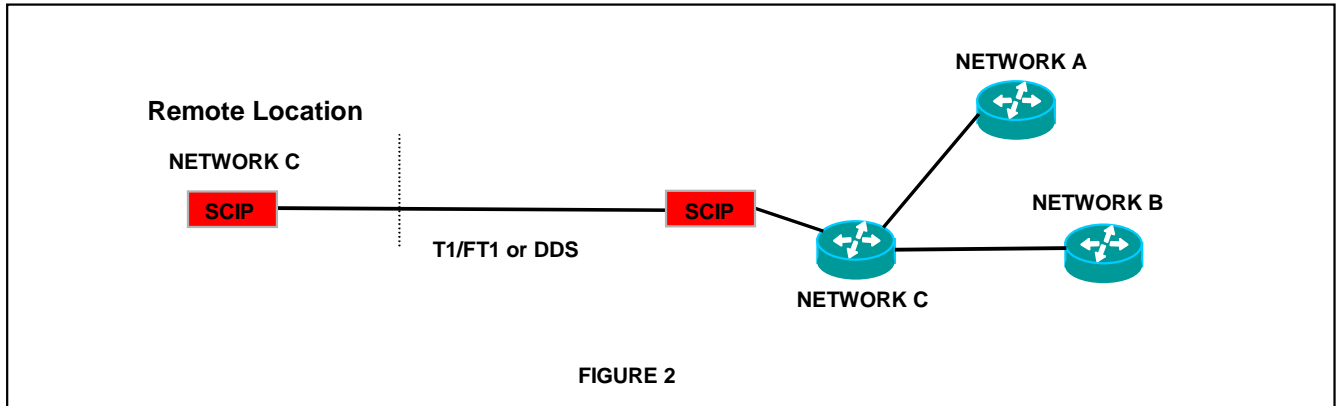 NETWORK A
Remote Location
NETWORK C
SCIP
SCIP
NETWORK B
T1/FT1 or DDS
NETWORK C
FIGURE 2